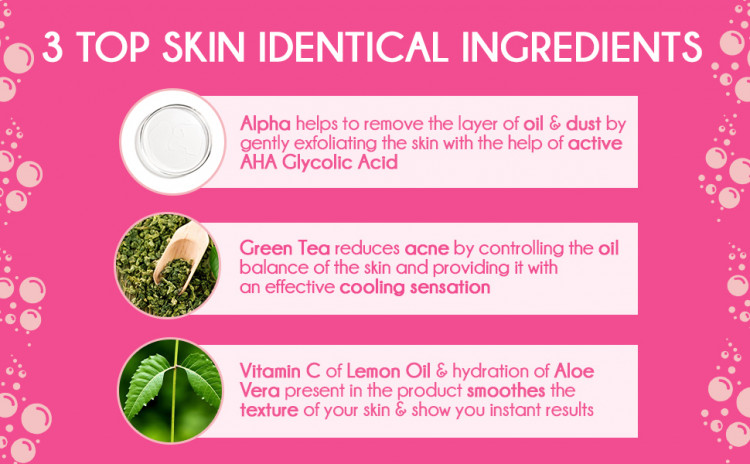 3 TOP SKIN IDENTICAL INGREDIENTS
Alpha helps to remove the layer of oil & dust by
gently exfoliating the skin with the help of active
AHA Glycolic Acid
Green Tea reduces acne by controlling the oil
balance of the skin and providing it with
an effective cooling sensation
Vitamin C of Lemon Oil & hydration of Aloe
Vera present in the product smoothes the
texture of your skin & show you instant results